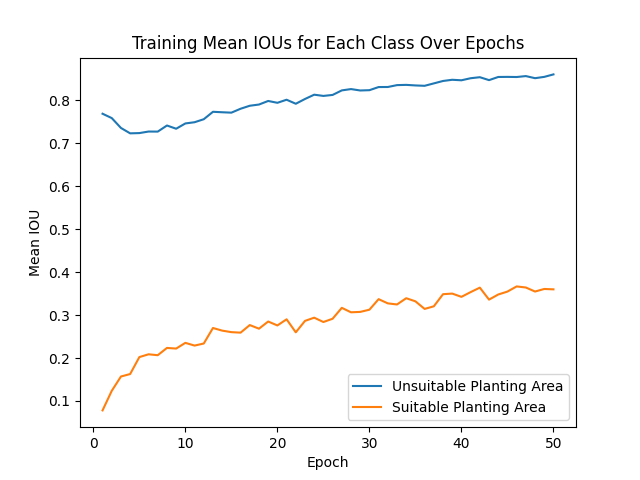 Training Mean IOUs for Each Class Over Epochs
0.8
0.7
0.6
0.5
0.4
0.3
0.2
0.1
Mean IOU
Unsuitable Planting Area
Suitable Planting Area
0 10 20 30 40 50
Epoch